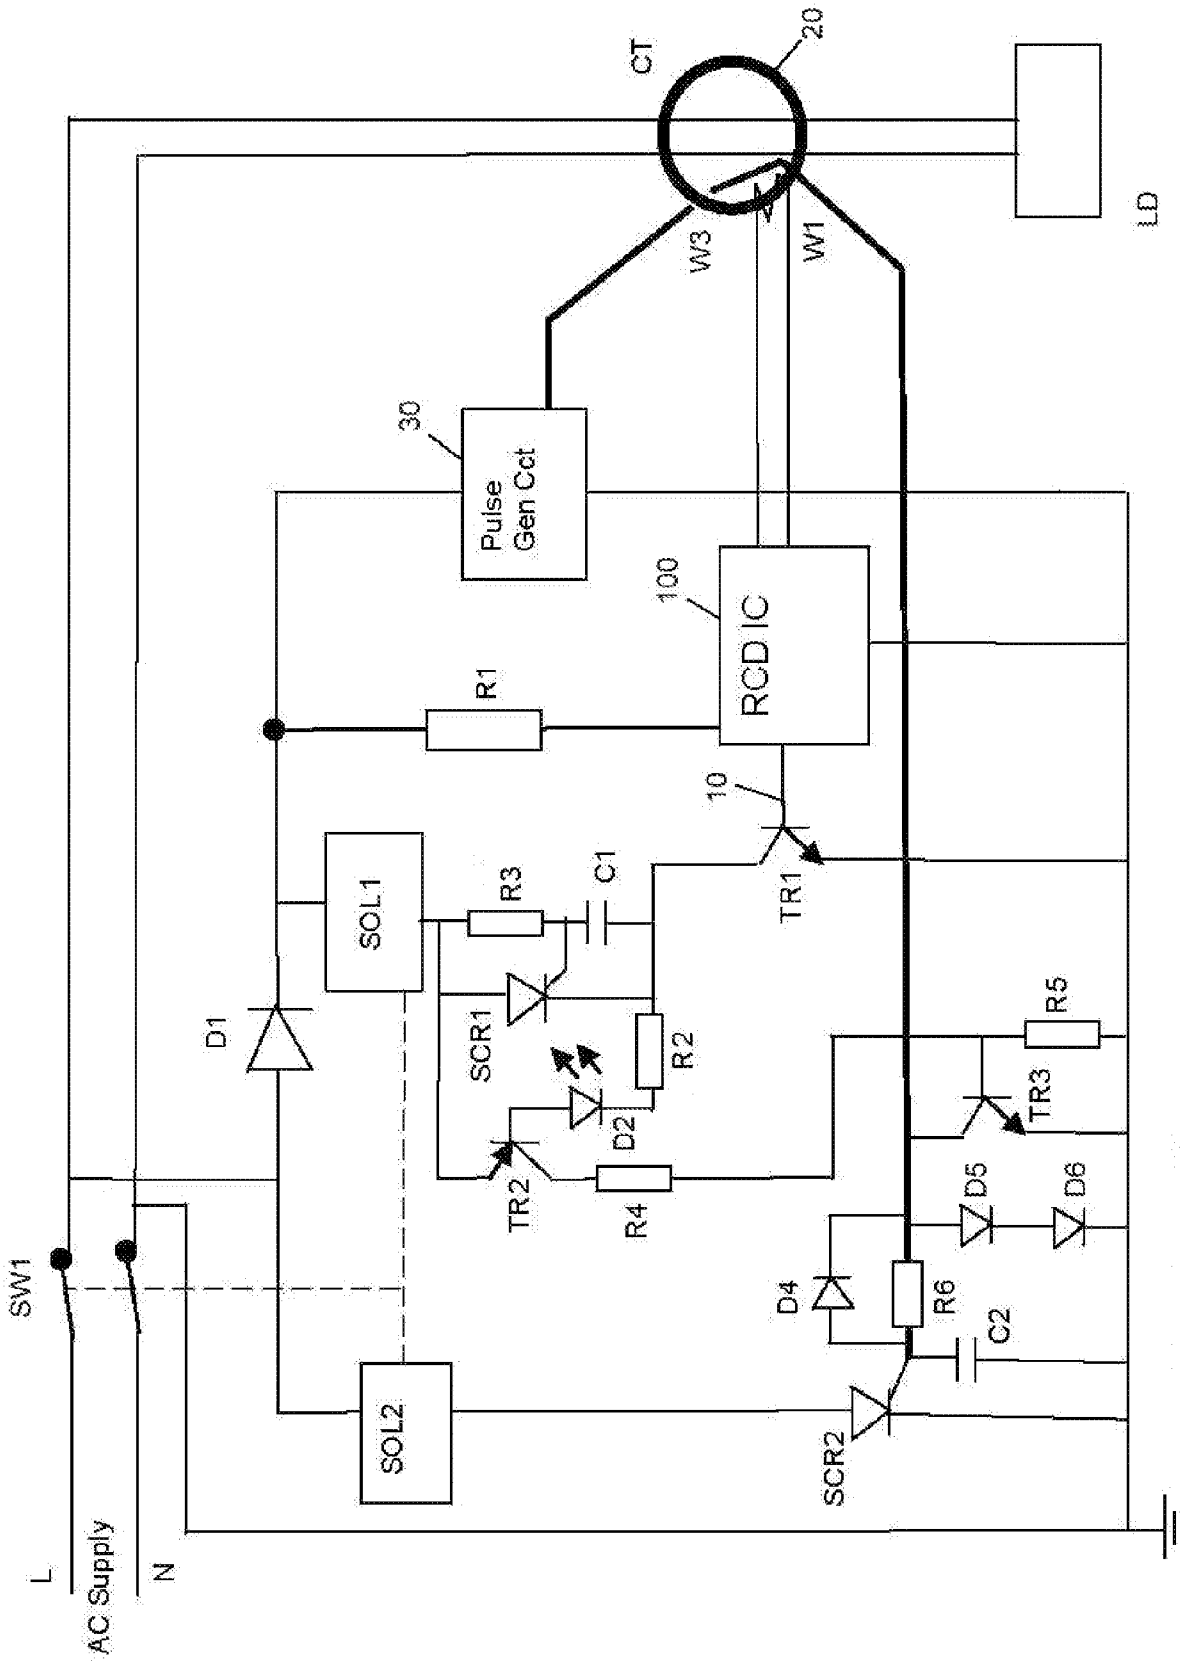 L
AC Supply
N
SW1
D1
SOL1
SOL2
R1
30
Pulse
Gen Cct
CT
20
W3
W1
LD
100
RCD IC
10
TR1
R3
C1
SCR1
R2
D2
TR2
R4
R5
TR3
D5
D6
D4
R6
C2
SCR2